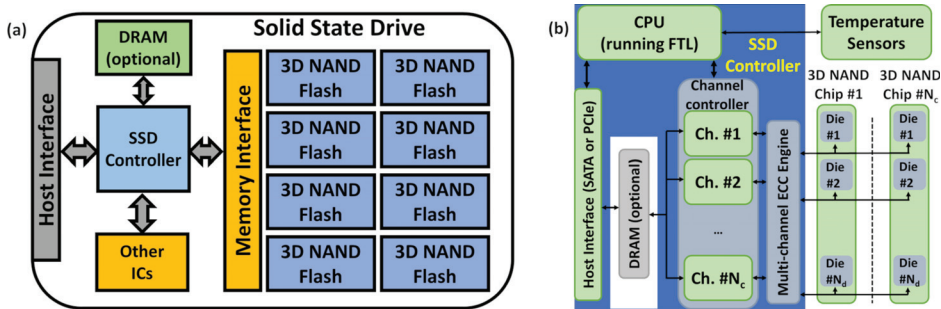 (a)
Solid State Drive
DRAM
(optional)
Host Interface
SSD
Controller
Other
ICs
Memory Interface
3D NAND
Flash
3D NAND
Flash
3D NAND
Flash
3D NAND
Flash
3D NAND
Flash
3D NAND
Flash
3D NAND
Flash
3D NAND
Flash
(b)
CPU
(running FTL)
SSD
Controller
Temperature
Sensors
Host Interface (SATA or PCIe)
DRAM (optional)
Channel
controller
Ch. #1
Ch. #2
...
Ch. #Nc
Multi-channel ECC Engine
3D NAND
Chip #1
Die
#1
Die
#2
Die
#Nd
3D NAND
Chip #Nc
Die
#1
Die
#2
Die
#Nd